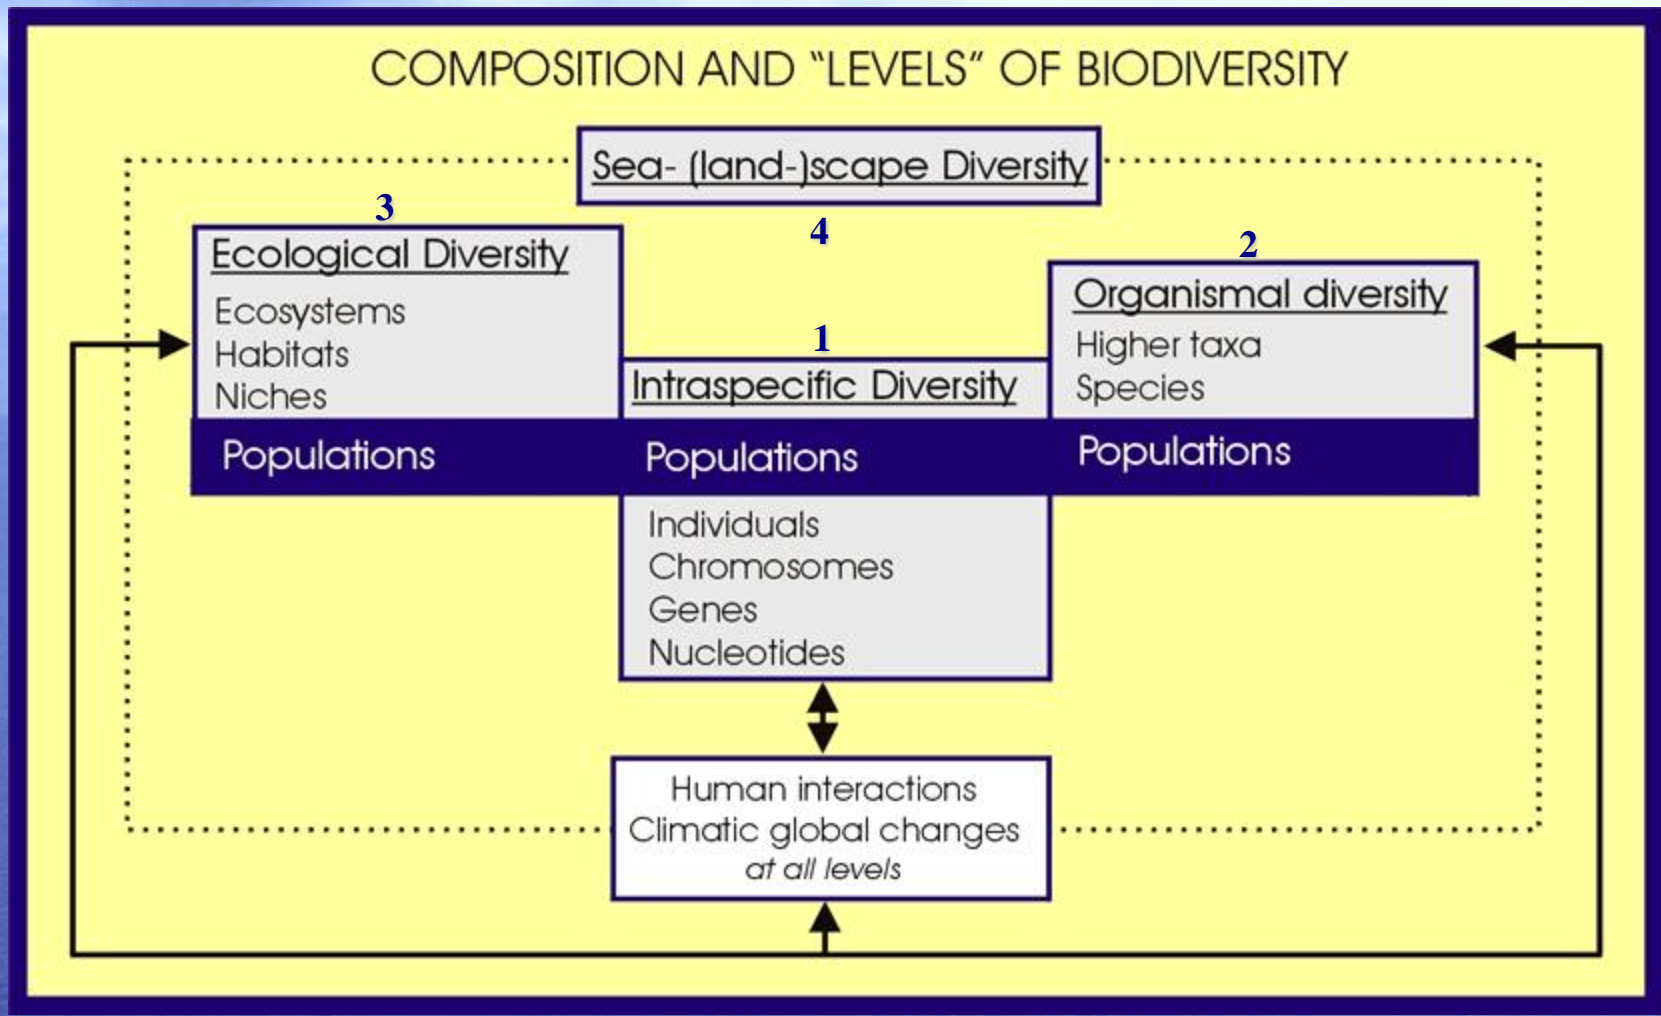 COMPOSITION AND “LEVELS” OF BIODIVERSITY
Sea- (land-)scape Diversity
4
3
Ecological Diversity
Ecosystems
Habitats
Niches
Populations
1
Intraspecific Diversity
Populations
Individuals
Chromosomes
Genes
Nucleotides
2
Organismal diversity
Higher taxa
Species
Populations
Human interactions
Climatic global changes
at all levels